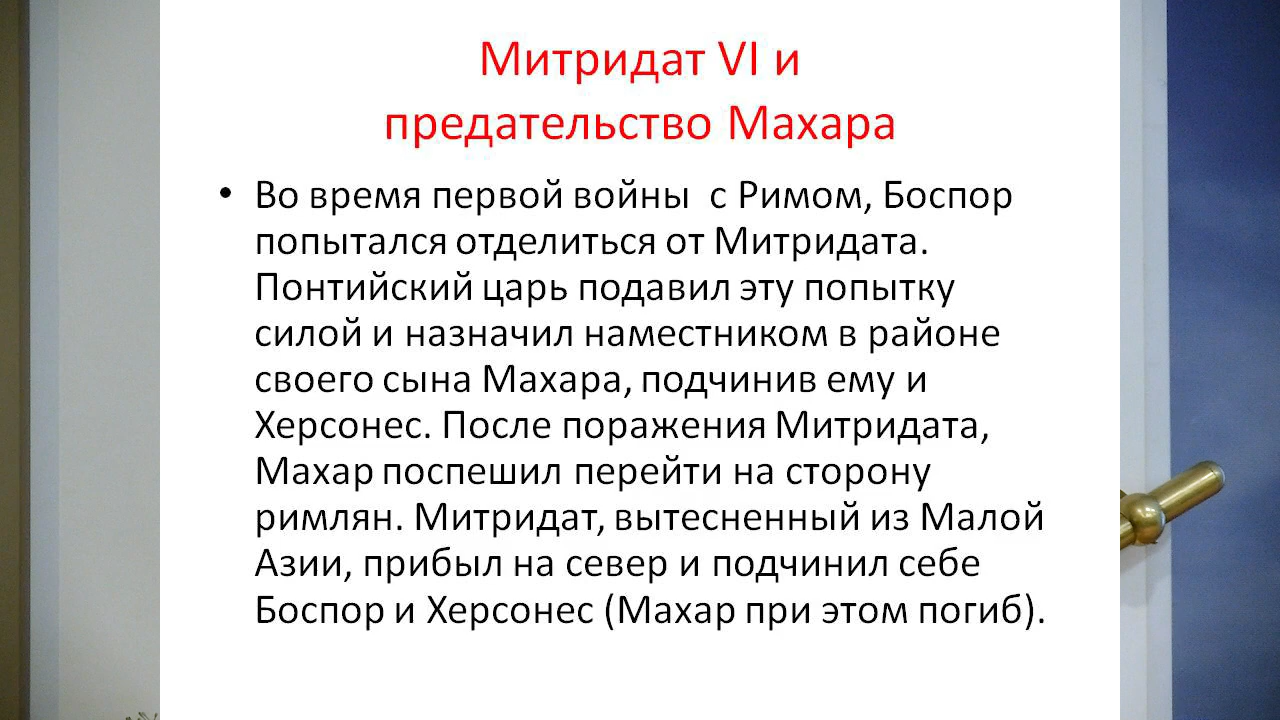 Митридат VI и
предательство Махара
• Во время первой войны  с Римом, Боспор
попытался отделиться от Митридата.
Понтийский царь подавил эту попытку
силой и назначил наместником в районе
своего сына Махара, подчинив ему и
Херсонес. После поражения Митридата,
Махар поспешил перейти на сторону
римлян. Митридат, вытесненный из Малой
Азии, прибыл на север и подчинил себе
Боспор и Херсонес (Махар при этом погиб).